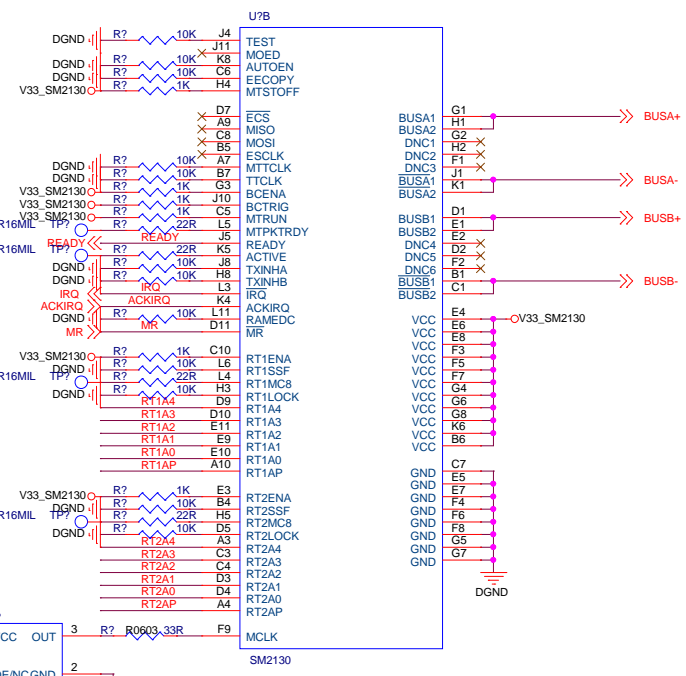 U?B
DGND R? 10K J4 TEST
J11 MOED
DGND R? 10K K8 AUTOEN
DGND R? 10K C6 EECOPY
V33_SM2130 R? 1K H4 MTSTOFF
D7 ECS
A9 MISO
C8 MOSI
B5 ESCLK
DGND R? 10K A7 MTTCLK
DGND R? 10K B7 TTCLK
V33_SM2130 R? 1K G3 BCENA
V33_SM2130 R? 1K J10 BCTRIG
V33_SM2130 R? 1K C5 MTRUN
R16MIL TP? R? 22R L5 MTPKTRDY
READY READY J5 READY
R16MIL TP? R? 22R K5 ACTIVE
DGND R? 10K J8 TXINHA
DGND R? 10K H8 TXINHB
IRQ IRQ L3 IRQ
ACKIRQ ACKIRQ K4 ACKIRQ
DGND R? 10K L11 RAMEDC
MR MR D11 MR
V33_SM2130 R? 1K C10 RT1ENA
DGND R? 10K L6 RT1SSF
R16MIL TP? R? 22R L4 RT1MC8
DGND R? 10K H3 RT1LOCK
RT1A4 D9 RT1A4
RT1A3 D10 RT1A3
RT1A2 E11 RT1A2
RT1A1 E9 RT1A1
RT1A0 E10 RT1A0
RT1AP A10 RT1AP
V33_SM2130 R? 1K E3 RT2ENA
DGND R? 10K B4 RT2SSF
R16MIL TP? R? 22R H5 RT2MC8
DGND R? 10K D5 RT2LOCK
RT2A4 A3 RT2A4
RT2A3 C3 RT2A3
RT2A2 C4 RT2A2
RT2A1 D3 RT2A1
RT2A0 D4 RT2A0
RT2AP A4 RT2AP
CC OUT 3 R? R0603 33R F9 MCLK
GND 2
SM2130
BUSA1 G1 BUSA+
BUSA2 H1
DNC1 G2
DNC2 H2
DNC3 F1
BUSA1 J1 BUSA-
BUSA2 K1
BUSB1 D1 BUSB+
BUSB2 E1
DNC4 E2
DNC5 D2
DNC6 F2
BUSB1 B1 BUSB-
BUSB2 C1
VCC E4 V33_SM2130
VCC E6
VCC E8
VCC F3
VCC F5
VCC F7
VCC G4
VCC G6
VCC G8
VCC K6
VCC B6
GND C7
GND E5
GND E7
GND F4
GND F6
GND F8
GND G5
GND G7
DGND